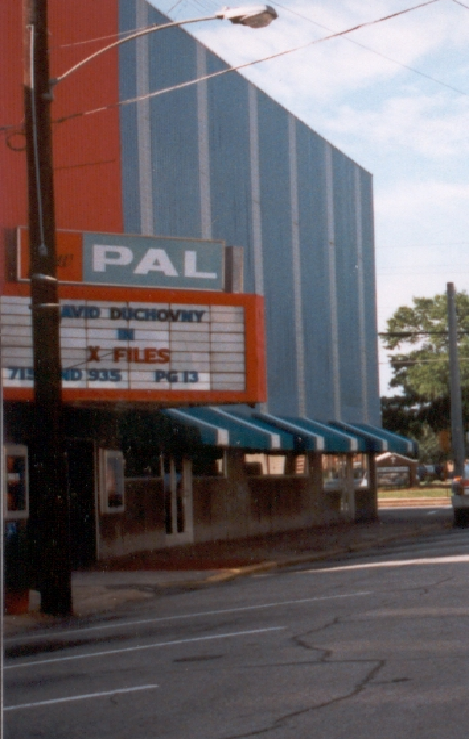 PAL
AVID DUCHOVNY
IN
X FILES
715 ND 935 PG 13